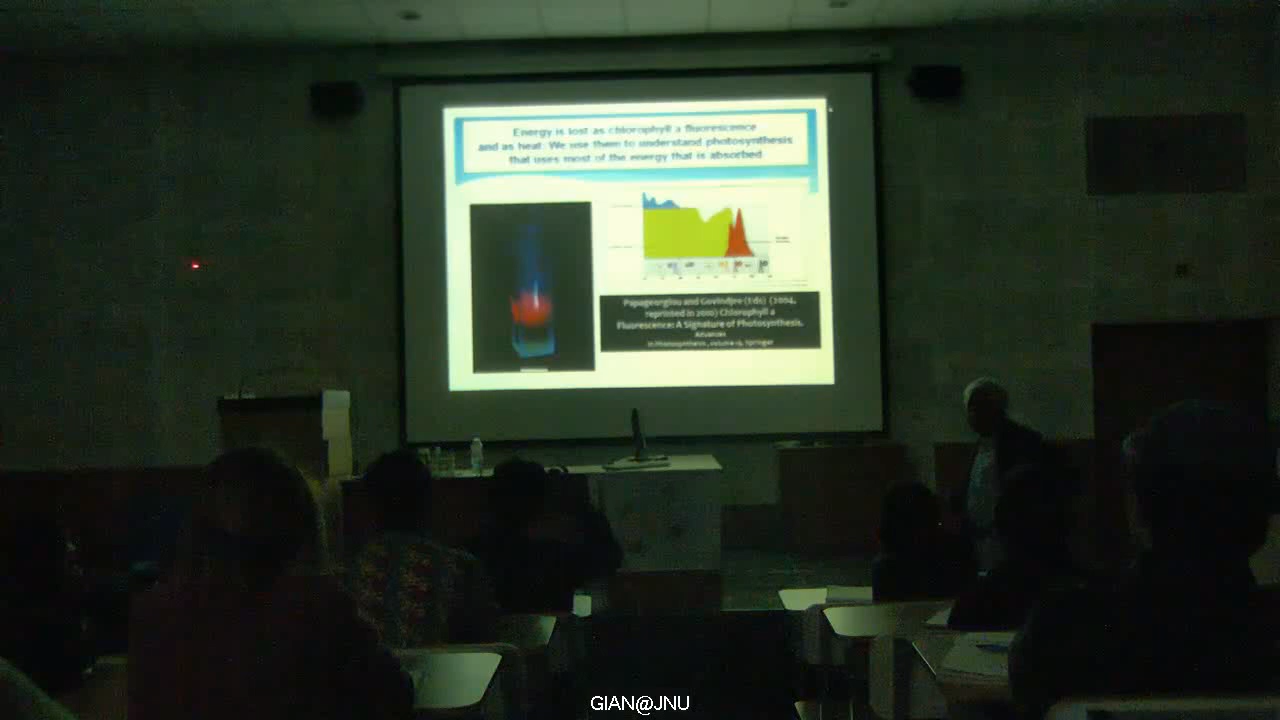 Energy is lost as chlorophyll a fluorescence
and as heat: We use them to understand photosynthesis
that uses most of the energy that is absorbed
Papageorgiou and Govindjee (Eds) (2004,
reprinted in 2010) Chlorophyll a
Fluorescence: A Signature of Photosynthesis.
Advances
in Photosynthesis, volume 19, Springer
GIAN@JNU